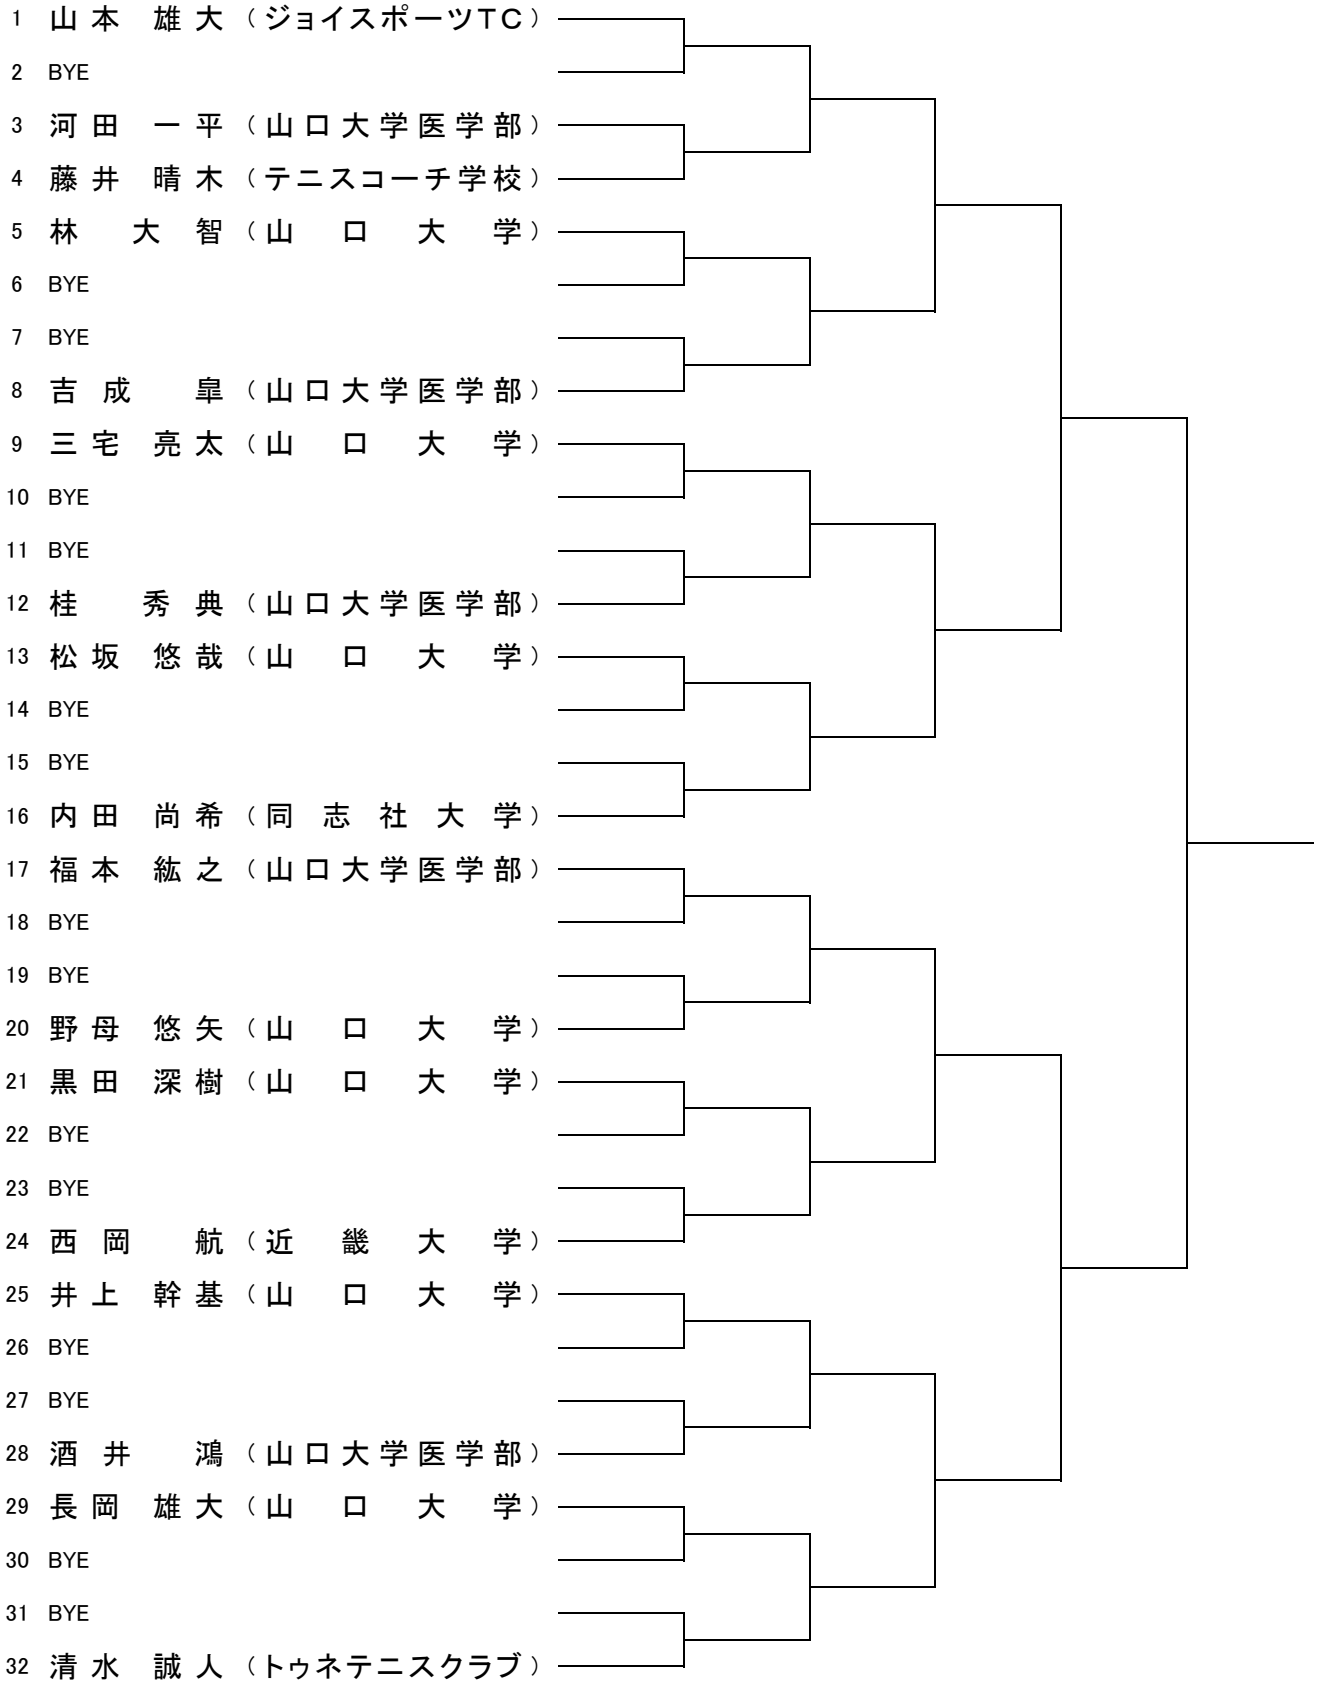 1 山本 雄大 （ジョイスポーツTC）
2 BYE
3 河田 一平 （山口大学医学部）
4 藤井 晴木 （テニスコーチ学校）
5 林 大智 （山口大学）
6 BYE
7 BYE
8 吉成 皐 （山口大学医学部）
9 三宅 亮太 （山口大学）
10 BYE
11 BYE
12 桂 秀典 （山口大学医学部）
13 松坂 悠哉 （山口大学）
14 BYE
15 BYE
16 内田 尚希 （同志社大学）
17 福本 紘之 （山口大学医学部）
18 BYE
19 BYE
20 野母 悠矢 （山口大学）
21 黒田 深樹 （山口大学）
22 BYE
23 BYE
24 西岡 航 （近畿大学）
25 井上 幹基 （山口大学）
26 BYE
27 BYE
28 酒井 鴻 （山口大学医学部）
29 長岡 雄大 （山口大学）
30 BYE
31 BYE
32 清水 誠人 （トゥネテニスクラブ）